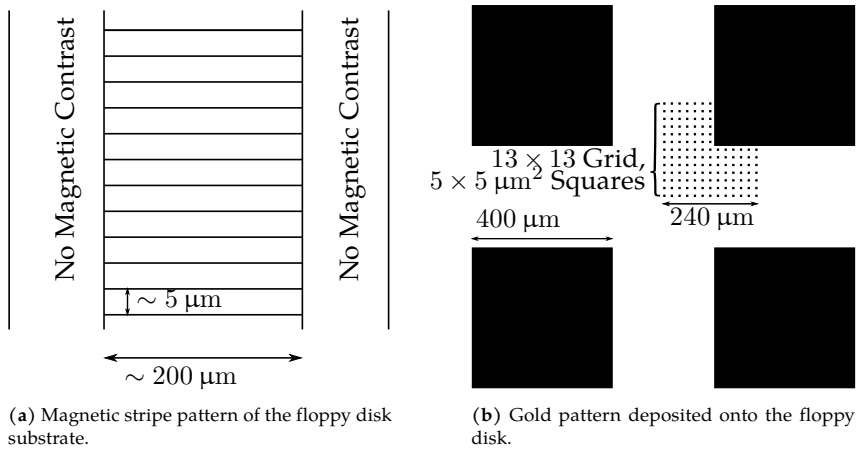 No Magnetic Contrast
No Magnetic Contrast
∼ 5 μm
∼ 200 μm
(a) Magnetic stripe pattern of the floppy disk
substrate.
13 × 13 Grid,
5 × 5 μm² Squares
400 μm
240 μm
(b) Gold pattern deposited onto the floppy
disk.